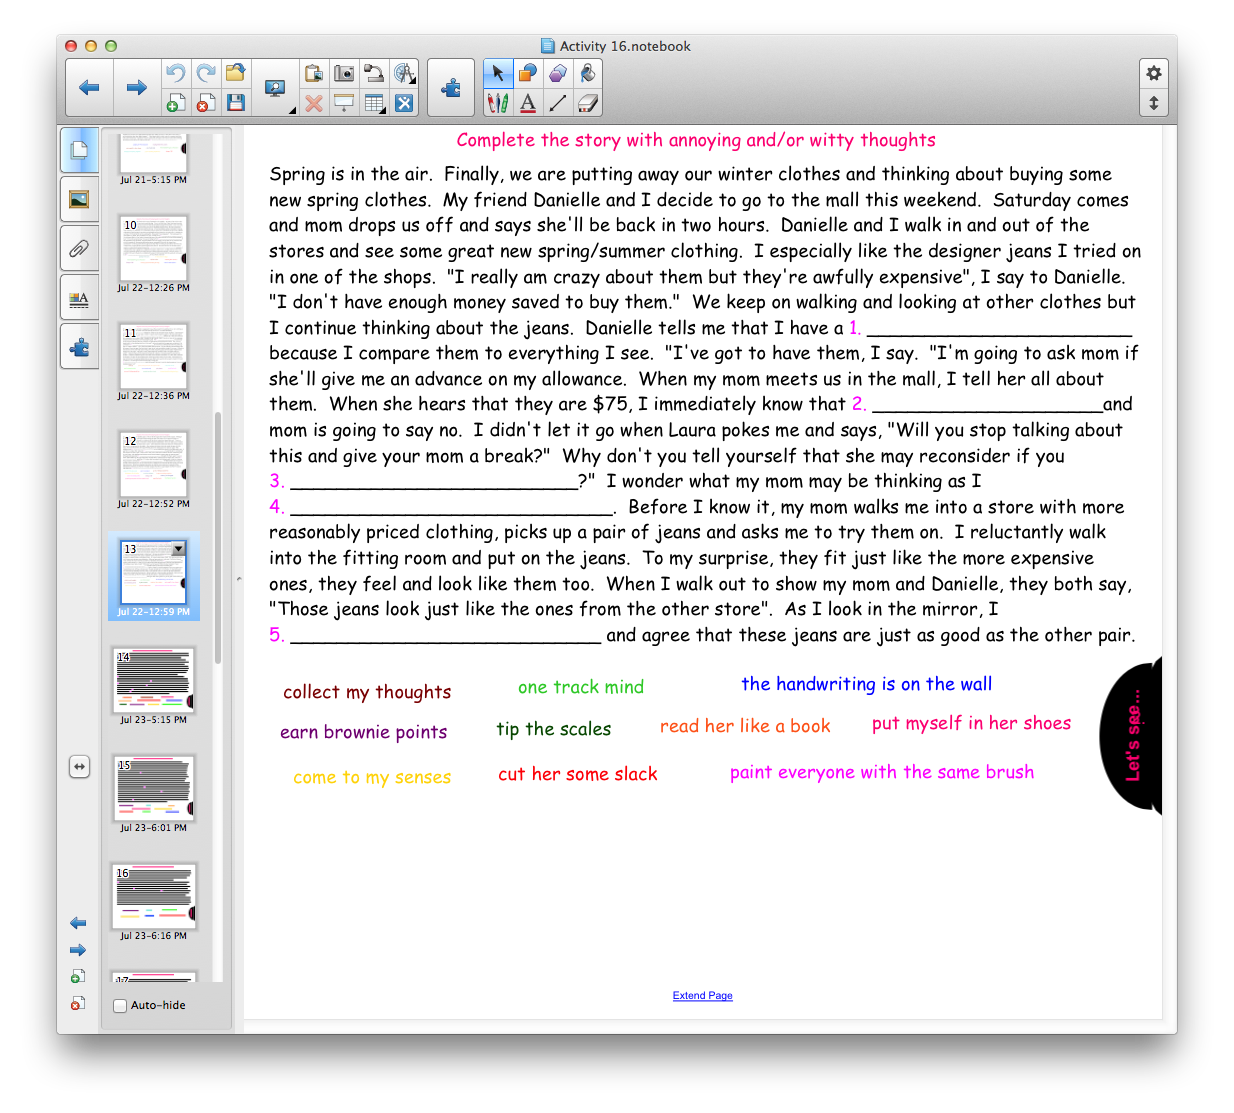 Activity 16.notebook
Jul 21-5:15 PM
10
Jul 22-12:26 PM
11
Jul 22-12:36 PM
12
Jul 22-12:52 PM
13
Jul 22-12:59 PM
14
Jul 23-5:15 PM
15
Jul 23-6:01 PM
16
Jul 23-6:16 PM
17
Auto-hide
Complete the story with annoying and/or witty thoughts
Spring is in the air.  Finally, we are putting away our winter clothes and thinking about buying some
new spring clothes.  My friend Danielle and I decide to go to the mall this weekend.  Saturday comes
and mom drops us off and says she'll be back in two hours.  Danielle and I walk in and out of the
stores and see some great new spring/summer clothing.  I especially like the designer jeans I tried on
in one of the shops.  "I really am crazy about them but they're awfully expensive", I say to Danielle.
"I don't have enough money saved to buy them."  We keep on walking and looking at other clothes but
I continue thinking about the jeans.  Danielle tells me that I have a 1. _______________________
because I compare them to everything I see.  "I've got to have them, I say.  "I'm going to ask mom if
she'll give me an advance on my allowance.  When my mom meets us in the mall, I tell her all about
them.  When she hears that they are $75, I immediately know that 2. ____________________and
mom is going to say no.  I didn't let it go when Laura pokes me and says, "Will you stop talking about
this and give your mom a break?"  Why don't you tell yourself that she may reconsider if you
3. _________________________?"  I wonder what my mom may be thinking as I
4. ____________________________.  Before I know it, my mom walks me into a store with more
reasonably priced clothing, picks up a pair of jeans and asks me to try them on.  I reluctantly walk
into the fitting room and put on the jeans.  To my surprise, they fit just like the more expensive
ones, they feel and look like them too.  When I walk out to show my mom and Danielle, they both say,
"Those jeans look just like the ones from the other store".  As I look in the mirror, I
5. ___________________________ and agree that these jeans are just as good as the other pair.
collect my thoughts one track mind the handwriting is on the wall
earn brownie points tip the scales read her like a book put myself in her shoes
come to my senses cut her some slack paint everyone with the same brush
Let's see...
Extend Page